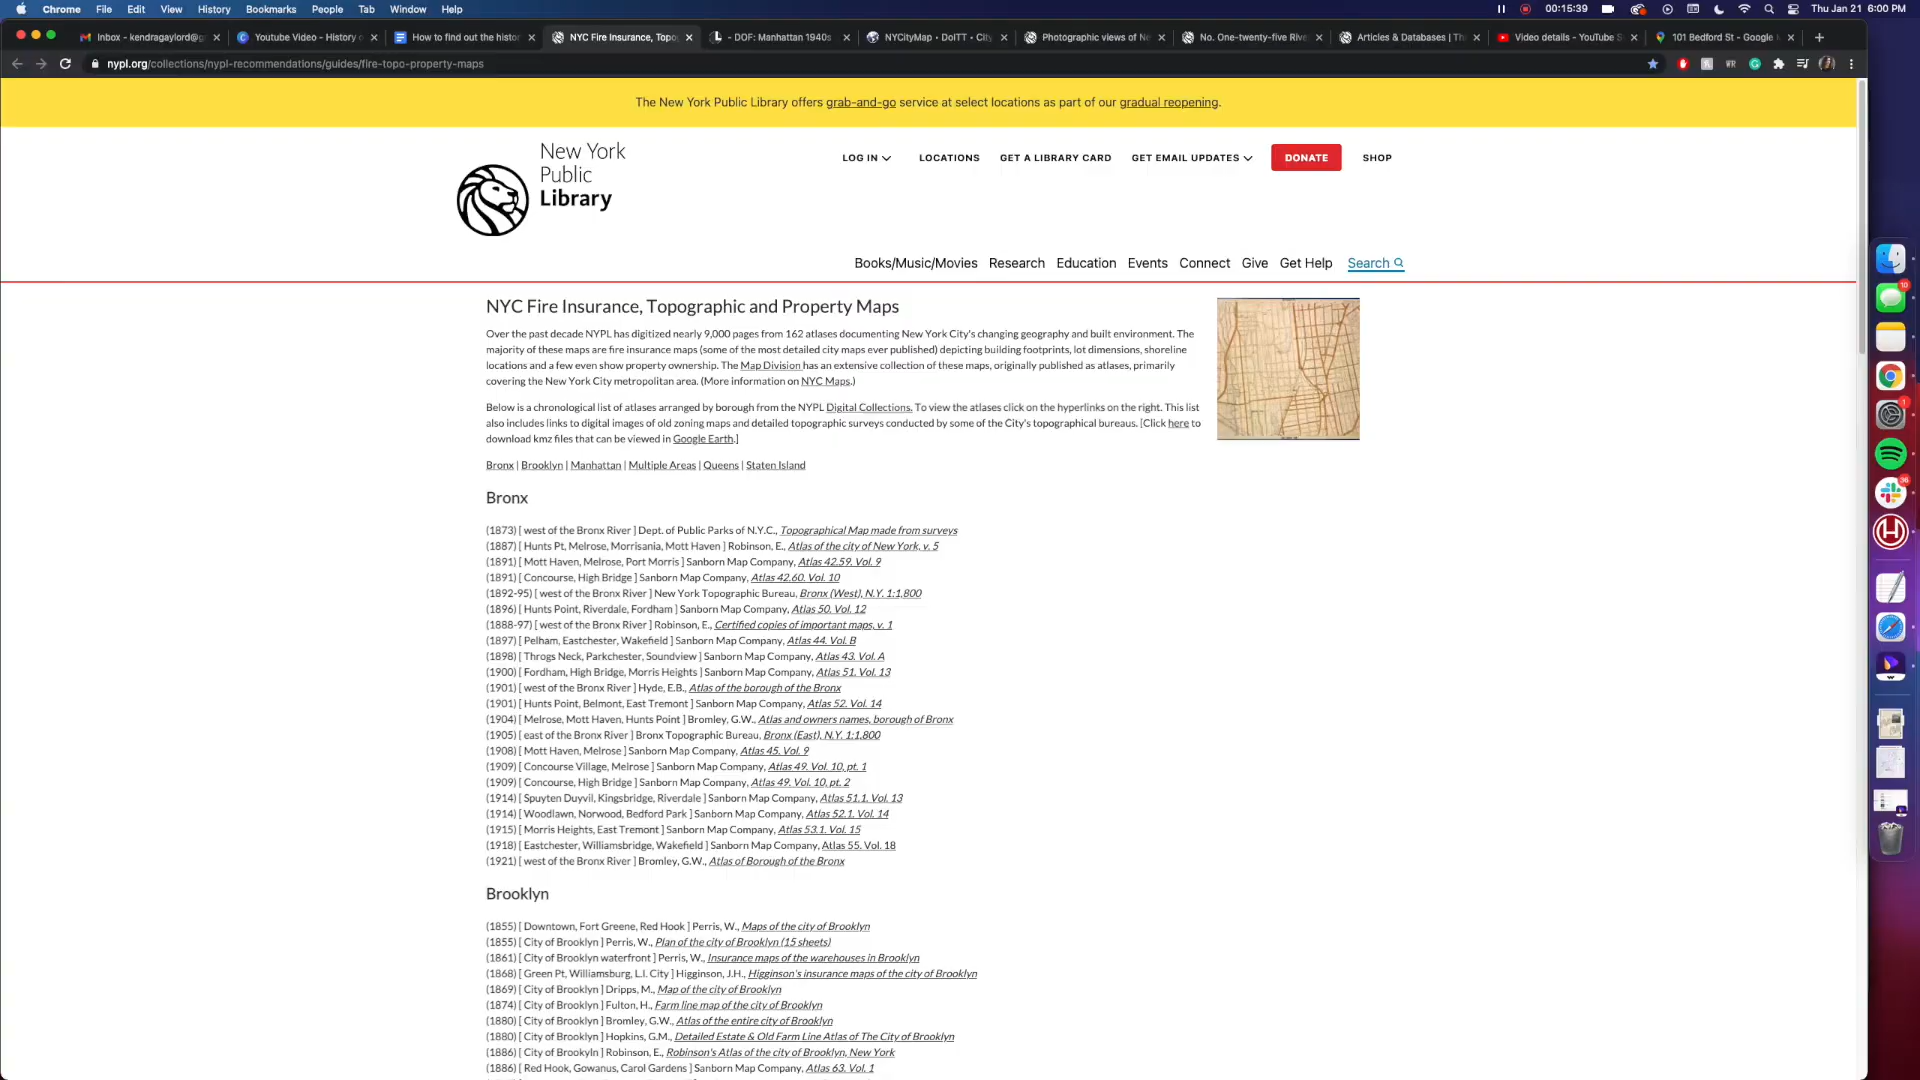 Chrome File Edit View History Bookmarks People Tab Window Help 00:15:39 Thu Jan 21 6:00 PM
Inbox - kendragaylord@g Youtube Video - History o How to find out the histor NYC Fire Insurance, Topo - DOF: Manhattan 1940s NYCityMap • DoITT • City Photographic views of Ne No. One-twenty-five Rive Articles & Databases | Th Video details - YouTube S 101 Bedford St - Google
nypl.org/collections/nypl-recommendations/guides/fire-topo-property-maps
The New York Public Library offers grab-and-go service at select locations as part of our gradual reopening.
New York
Public
Library
LOG IN LOCATIONS GET A LIBRARY CARD GET EMAIL UPDATES DONATE SHOP
Books/Music/Movies Research Education Events Connect Give Get Help Search
NYC Fire Insurance, Topographic and Property Maps
Over the past decade NYPL has digitized nearly 9,000 pages from 162 atlases documenting New York City's changing geography and built environment. The
majority of these maps are fire insurance maps (some of the most detailed city maps ever published) depicting building footprints, lot dimensions, shoreline
locations and a few even show property ownership. The Map Division has an extensive collection of these maps, originally published as atlases, primarily
covering the New York City metropolitan area. (More information on NYC Maps.)
Below is a chronological list of atlases arranged by borough from the NYPL Digital Collections. To view the atlases click on the hyperlinks on the right. This list
also includes links to digital images of old zoning maps and detailed topographic surveys conducted by some of the City's topographical bureaus. [Click here to
download kmz files that can be viewed in Google Earth.]
Bronx | Brooklyn | Manhattan | Multiple Areas | Queens | Staten Island
Bronx
(1873) [ west of the Bronx River ] Dept. of Public Parks of N.Y.C., Topographical Map made from surveys
(1887) [ Hunts Pt, Melrose, Morrisania, Mott Haven ] Robinson, E., Atlas of the city of New York, v. 5
(1891) [ Mott Haven, Melrose, Port Morris ] Sanborn Map Company, Atlas 42.59. Vol. 9
(1891) [ Concourse, High Bridge ] Sanborn Map Company, Atlas 42.60. Vol. 10
(1892-95) [ west of the Bronx River ] New York Topographic Bureau, Bronx (West), N.Y. 1:1,800
(1896) [ Hunts Point, Riverdale, Fordham ] Sanborn Map Company, Atlas 50. Vol. 12
(1888-97) [ west of the Bronx River ] Robinson, E., Certified copies of important maps, v. 1
(1897) [ Pelham, Eastchester, Wakefield ] Sanborn Map Company, Atlas 44. Vol. B
(1898) [ Throgs Neck, Parkchester, Soundview ] Sanborn Map Company, Atlas 43. Vol. A
(1900) [ Fordham, High Bridge, Morris Heights ] Sanborn Map Company, Atlas 51. Vol. 13
(1901) [ west of the Bronx River ] Hyde, E.B., Atlas of the borough of the Bronx
(1901) [ Hunts Point, Belmont, East Tremont ] Sanborn Map Company, Atlas 52. Vol. 14
(1904) [ Melrose, Mott Haven, Hunts Point ] Bromley, G.W., Atlas and owners names, borough of Bronx
(1905) [ east of the Bronx River ] Bronx Topographic Bureau, Bronx (East), N.Y. 1:1,800
(1908) [ Mott Haven, Melrose ] Sanborn Map Company, Atlas 45. Vol. 9
(1909) [ Concourse Village, Melrose ] Sanborn Map Company, Atlas 49. Vol. 10, pt. 1
(1909) [ Concourse, High Bridge ] Sanborn Map Company, Atlas 49. Vol. 10, pt. 2
(1914) [ Spuyten Duyvil, Kingsbridge, Riverdale ] Sanborn Map Company, Atlas 51.1. Vol. 13
(1914) [ Woodlawn, Norwood, Bedford Park ] Sanborn Map Company, Atlas 52.1. Vol. 14
(1915) [ Morris Heights, East Tremont ] Sanborn Map Company, Atlas 53.1. Vol. 15
(1918) [ Eastchester, Williamsbridge, Wakefield ] Sanborn Map Company, Atlas 55. Vol. 18
(1921) [ west of the Bronx River ] Bromley, G.W., Atlas of Borough of the Bronx
Brooklyn
(1855) [ Downtown, Fort Greene, Red Hook ] Perris, W., Maps of the city of Brooklyn
(1855) [ City of Brooklyn ] Perris, W., Plan of the city of Brooklyn (15 sheets)
(1861) [ City of Brooklyn waterfront ] Perris, W., Insurance maps of the warehouses in Brooklyn
(1868) [ Green Pt, Williamsburg, L.I. City ] Higginson, J.H., Higginson's insurance maps of the city of Brooklyn
(1869) [ City of Brooklyn ] Dripps, M., Map of the city of Brooklyn
(1874) [ City of Brooklyn ] Fulton, H., Farm line map of the city of Brooklyn
(1880) [ City of Brooklyn ] Bromley, G.W., Atlas of the entire city of Brooklyn
(1880) [ City of Brooklyn ] Hopkins, G.M., Detailed Estate & Old Farm Line Atlas of The City of Brooklyn
(1886) [ City of Brookyln ] Robinson, E., Robinson's Atlas of the city of Brooklyn, New York
(1886) [ Red Hook, Gowanus, Carol Gardens ] Sanborn Map Company, Atlas 63. Vol. 1